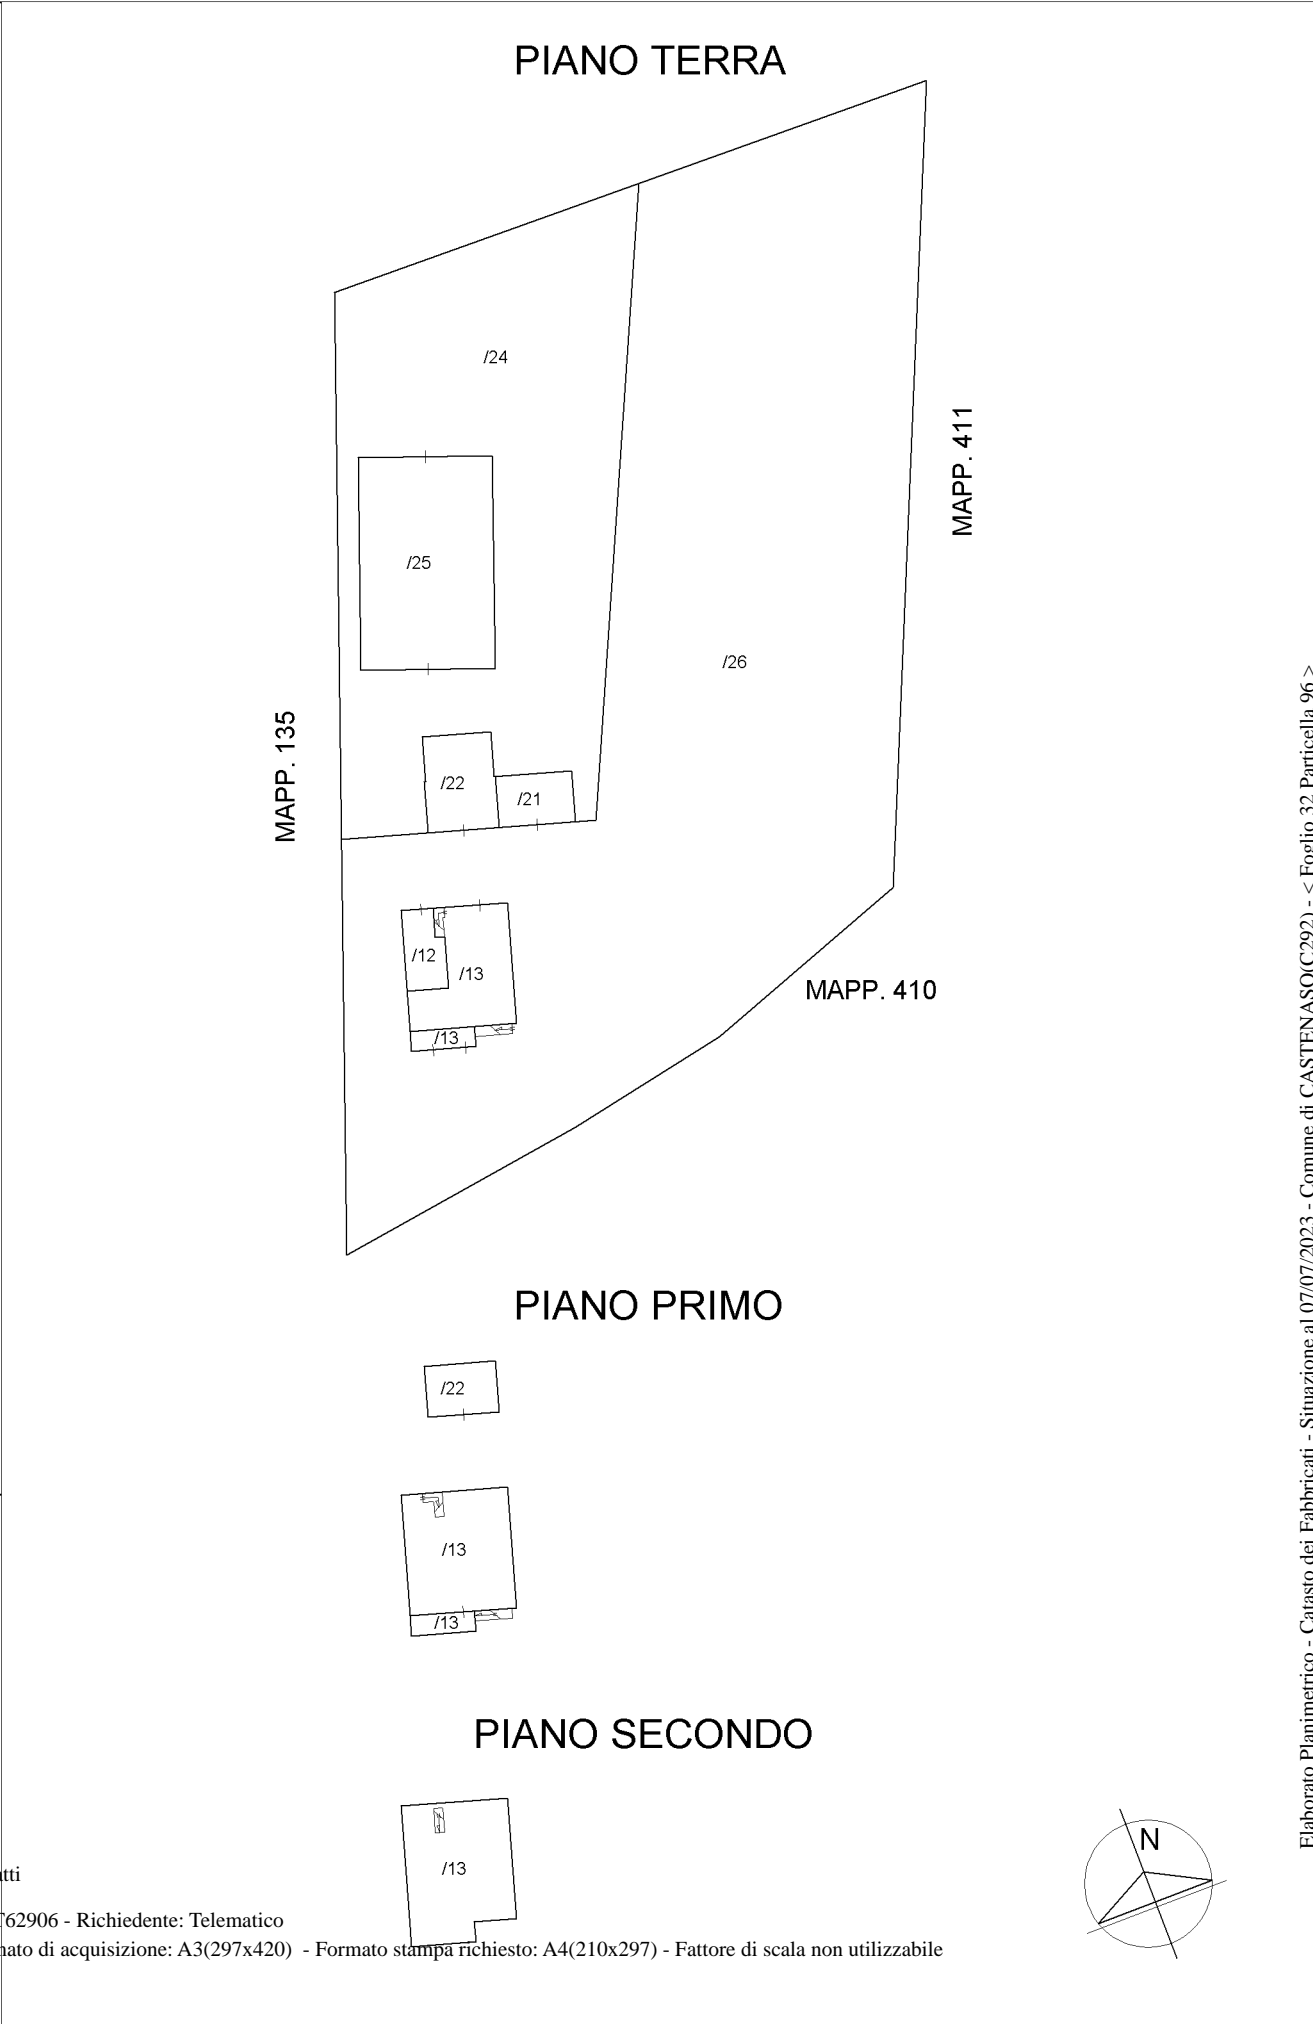 PIANO TERRA
/24
MAPP. 411
/25
/26
MAPP. 135
/22
/21
/12
/13
MAPP. 410
/13
PIANO PRIMO
/22
/13
/13
PIANO SECONDO
/13
N
T62906 - Richiedente: Telematico
di acquisizione: A3(297x420) - Formato stampa richiesto: A4(210x297) - Fattore di scala non utilizzabile
Elaborato Planimetrico - Catasto dei Fabbricati - Situazione al 07/07/2023 - Comune di CASTENASO(C292) - < Foglio 32 Particella 96 >